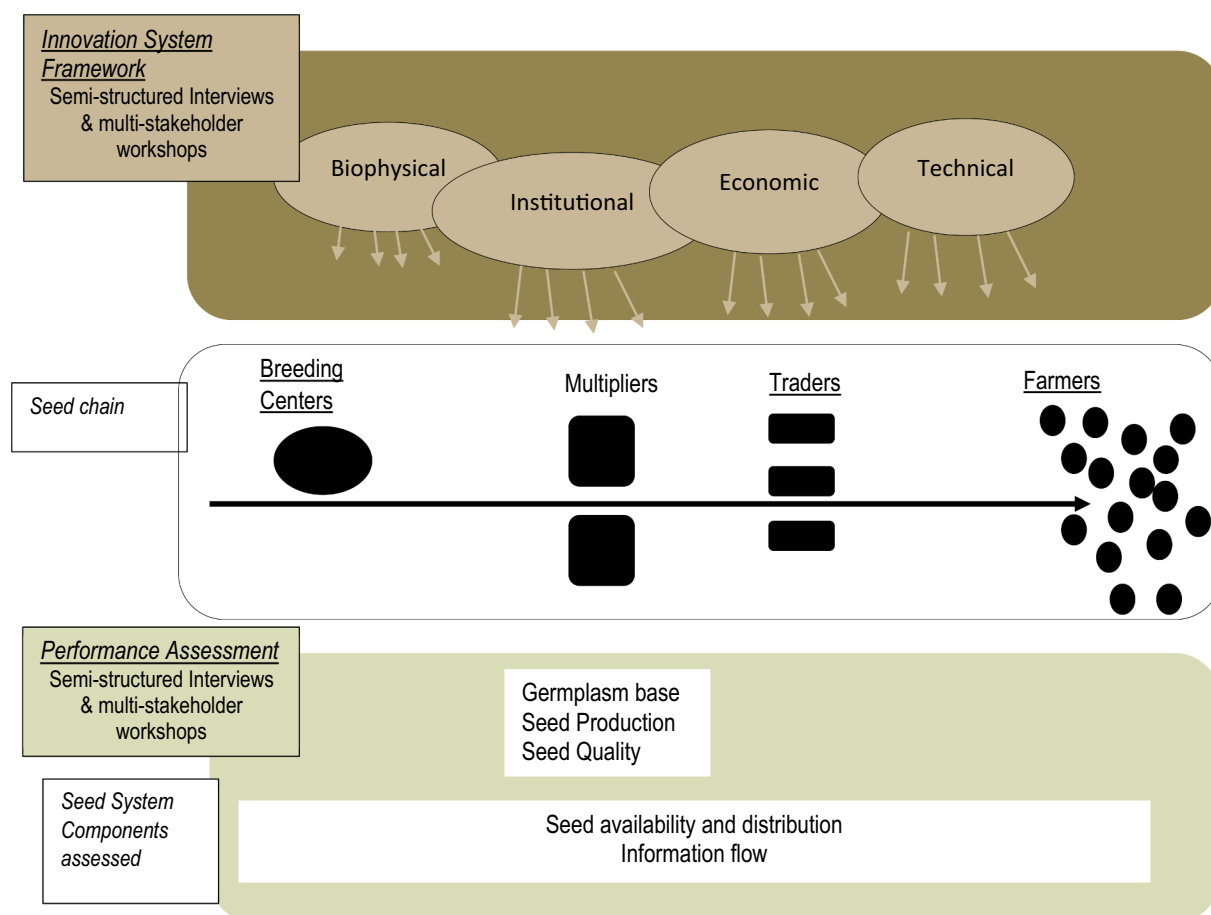 Innovation System
Framework
Semi-structured Interviews
& multi-stakeholder
workshops
Biophysical
Institutional
Economic
Technical
Seed chain
Breeding
Centers
Multipliers
Traders
Farmers
Performance Assessment
Semi-structured Interviews
& multi-stakeholder
workshops
Germplasm base
Seed Production
Seed Quality
Seed System
Components
assessed
Seed availability and distribution
Information flow